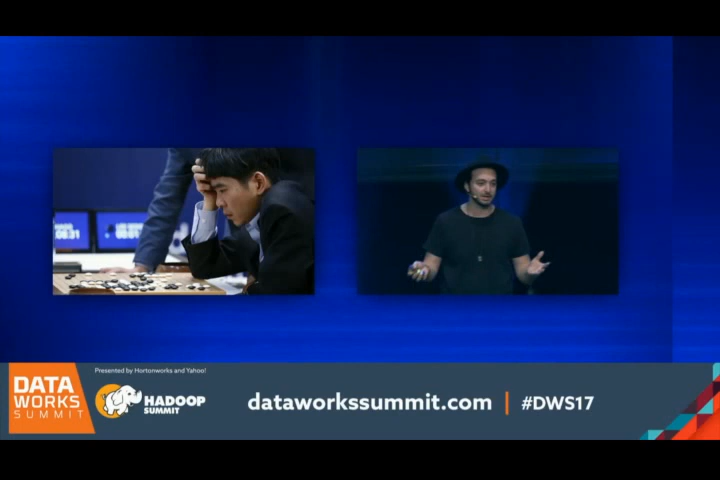 Presented by Hortonworks and Yahoo!
DATA
WORKS
SUMMIT
HADOOP
SUMMIT
dataworkssummit.com
#DWS17